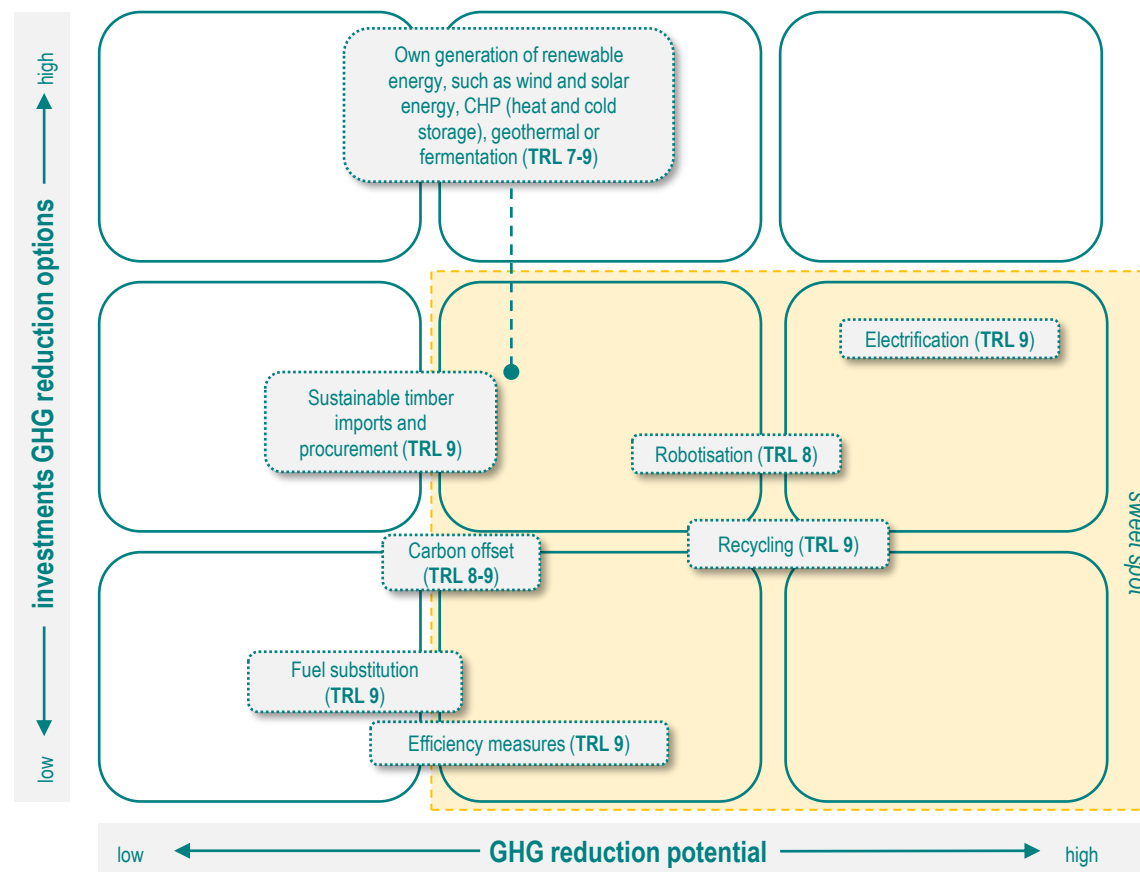 high
investments GHG reduction options
low
Own generation of renewable
energy, such as wind and solar
energy, CHP (heat and cold
storage), geothermal or
fermentation (TRL 7-9)
Electrification (TRL 9)
Sustainable timber
imports and
procurement (TRL 9)
Robotisation (TRL 8)
sweet spot
Recycling (TRL 9)
Carbon offset
(TRL 8-9)
Fuel substitution
(TRL 9)
Efficiency measures (TRL 9)
low
GHG reduction potential
high